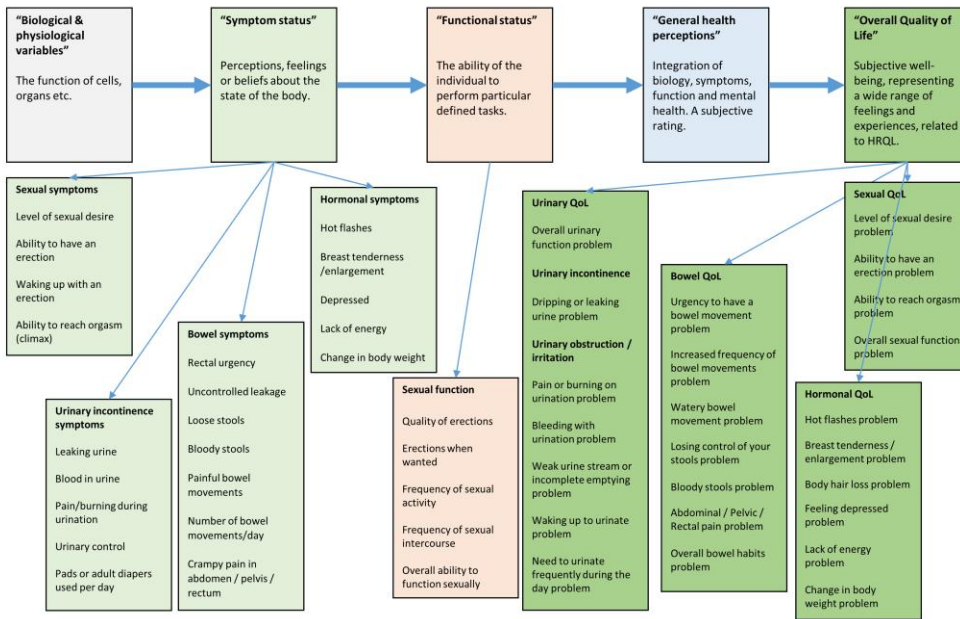 “Biological &
physiological
variables”
The function of cells,
organs etc.
“Symptom status”
Perceptions, feelings
or beliefs about the
state of the body.
“Functional status”
The ability of the
individual to
perform particular
defined tasks.
“General health
perceptions”
Integration of
biology, symptoms,
function and mental
health. A subjective
rating.
“Overall Quality of
Life”
Subjective well-
being, representing
a wide range of
feelings and
experiences, related
to HRQL.
Sexual symptoms
Level of sexual desire
Ability to have an
erection
Waking up with an
erection
Ability to reach orgasm
(climax)
Urinary incontinence
symptoms
Leaking urine
Blood in urine
Pain/burning during
urination
Urinary control
Pads or adult diapers
used per day
Bowel symptoms
Rectal urgency
Uncontrolled leakage
Loose stools
Bloody stools
Painful bowel
movements
Number of bowel
movements/day
Crampy pain in
abdomen / pelvis /
rectum
Hormonal symptoms
Hot flashes
Breast tenderness
/enlargement
Depressed
Lack of energy
Change in body weight
Sexual function
Quality of erections
Erections when
wanted
Frequency of sexual
activity
Frequency of sexual
intercourse
Overall ability to
function sexually
Urinary QoL
Overall urinary
function problem
Urinary incontinence
Dripping or leaking
urine problem
Urinary obstruction /
irritation
Pain or burning on
urination problem
Bleeding with
urination problem
Weak urine stream or
incomplete emptying
problem
Waking up to urinate
problem
Need to urinate
frequently during the
day problem
Bowel QoL
Urgency to have a
bowel movement
problem
Increased frequency of
bowel movements
problem
Watery bowel
movement problem
Losing control of your
stools problem
Bloody stools problem
Abdominal / Pelvic /
Rectal pain problem
Overall bowel habits
problem
Sexual QoL
Level of sexual desire
problem
Ability to have an
erection problem
Ability to reach orgasm
problem
Overall sexual function
problem
Hormonal QoL
Hot flashes problem
Breast tenderness /
enlargement problem
Body hair loss problem
Feeling depressed
problem
Lack of energy
problem
Change in body
weight problem